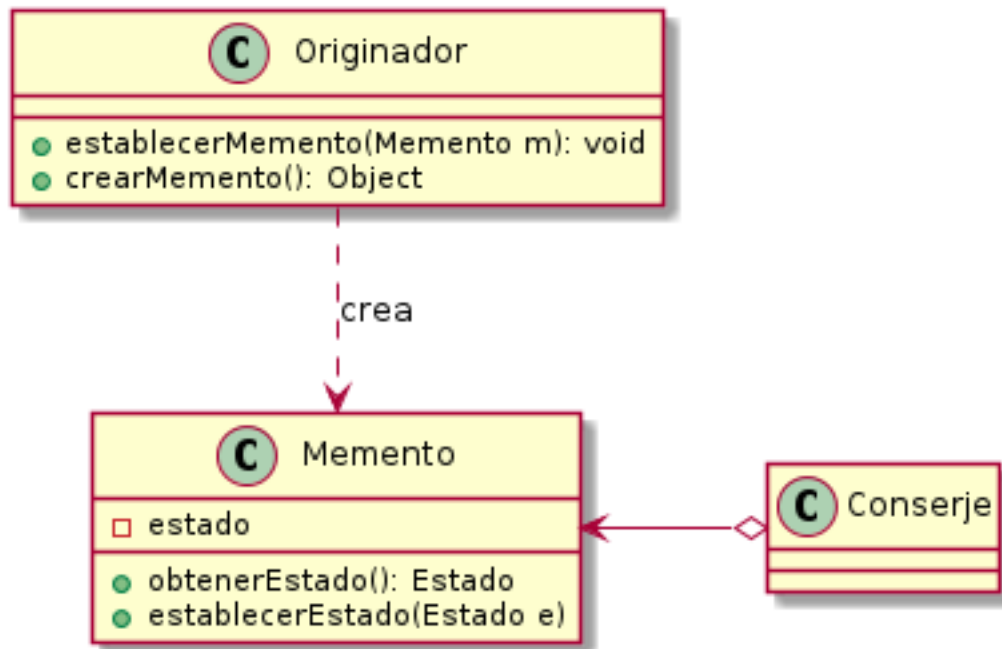 C Originador
establecerMemento(Memento m): void
crearMemento(): Object
crea
C Memento
estado
obtenerEstado(): Estado
establecerEstado(Estado e)
C Conserje